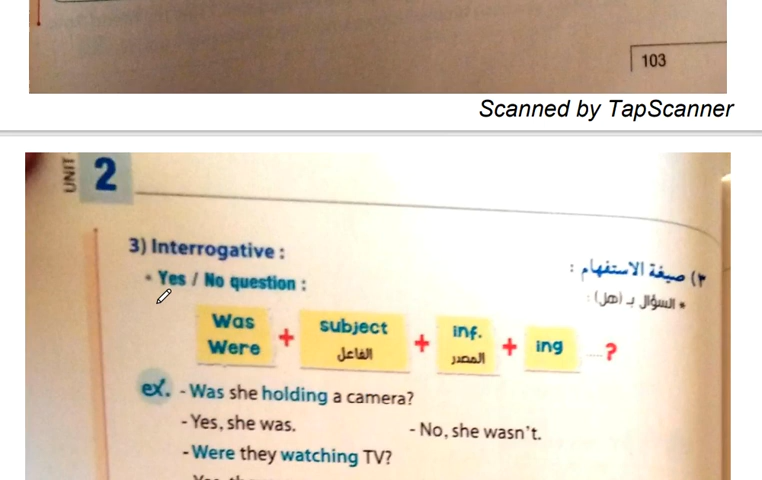 103
Scanned by TapScanner
UNIT 2
3) Interrogative :
٣) صيغة الاستفهام :
• Yes / No question :
* السؤال بـ (هل) :
Was
Were + subject
الفاعل + inf.
المصدر + ing ....?
ex. - Was she holding a camera?
- Yes, she was. - No, she wasn't.
- Were they watching TV?